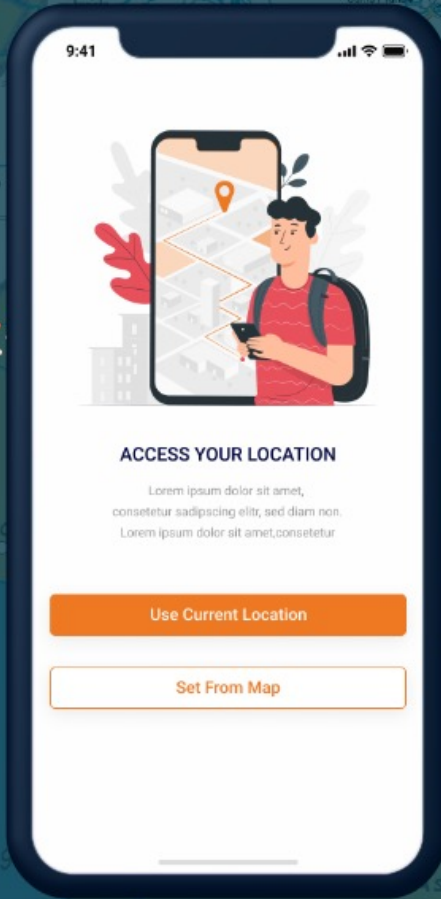 9:41
ACCESS YOUR LOCATION
Lorem ipsum dolor sit amet,
consetetur sadipscing elitr, sed diam non.
Lorem ipsum dolor sit amet,consetetur
Use Current Location
Set From Map